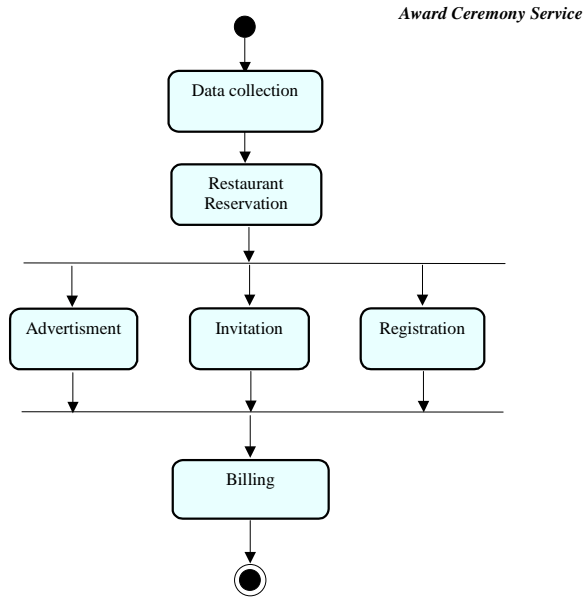 Award Ceremony Service
Data collection
Restaurant
Reservation
Advertisment
Invitation
Registration
Billing